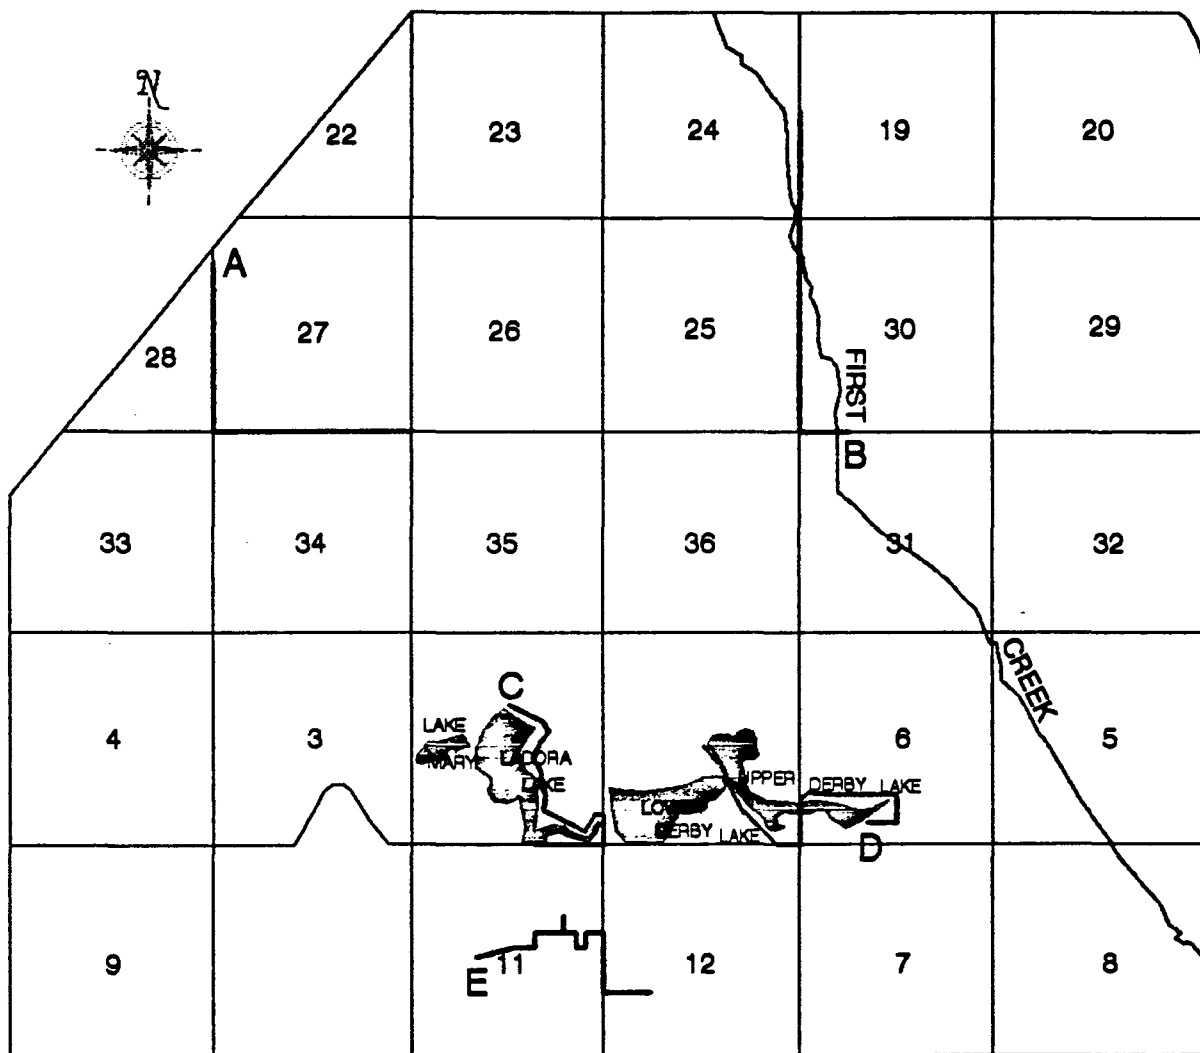 N
22 23 24 19 20
A
28 27 26 25 30 29
FIRST
B
33 34 35 36 31 32
CREEK
C
4 3 6 5
LAKE
MARY
LADORA
LAKE
UPPER DERBY LAKE
DERBY LAKE
D
9 11 12 7 8
E